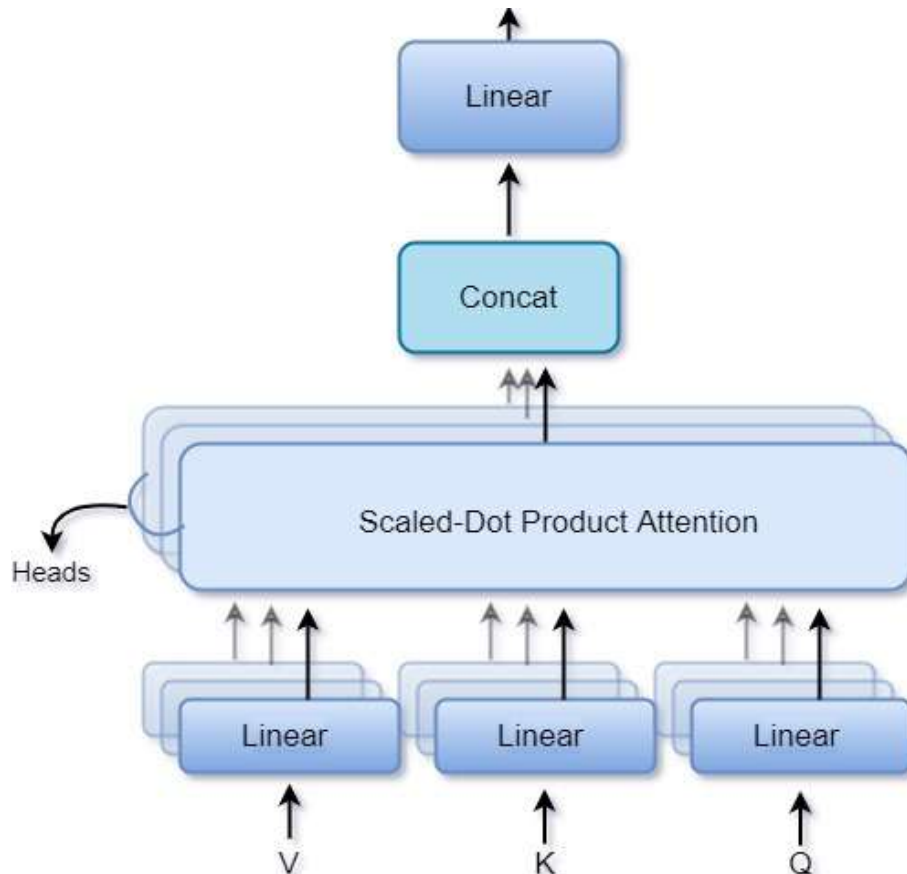 Linear
Concat
Scaled-Dot Product Attention
Heads
Linear Linear Linear
V K Q